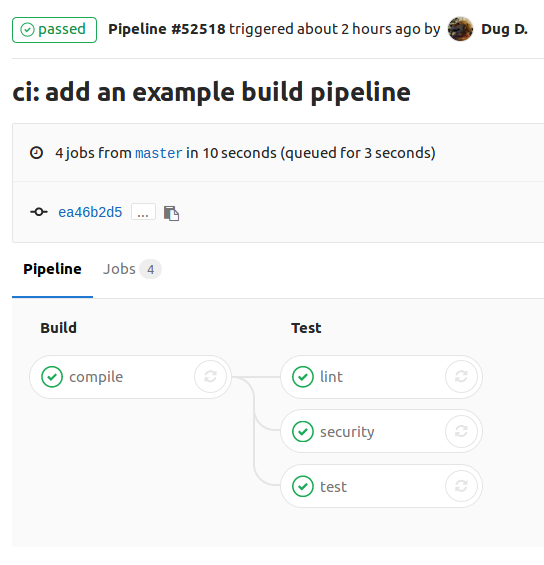 passed Pipeline #52518 triggered about 2 hours ago by Dug D.
ci: add an example build pipeline
4 jobs from master in 10 seconds (queued for 3 seconds)
ea46b2d5 ...
Pipeline Jobs 4
Build Test
compile lint
security
test